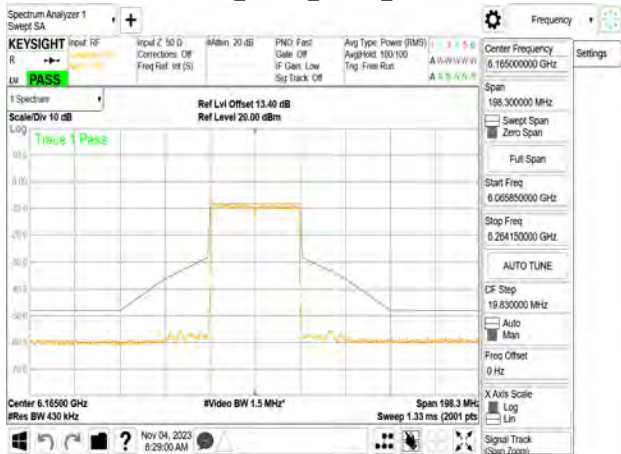 Spectrum Analyzer 1
Swept SA
+
Frequency
KEYSIGHT
Input: RF
R
LU
PASS
Input Z: 50 Ω
Corrections: Off
Freq Ref: Int (S)
#Atten: 20 dB
PNO: Fast
Gate: Off
IF Gain: Low
Sig Track: Off
Avg Type: Power (RMS)
Avg|Hold: 100/100
Trig: Free Run
Center Frequency
6.165000000 GHz
Settings
Span
198.300000 MHz
Swept Span
Zero Span
Full Span
Start Freq
6.065850000 GHz
Stop Freq
6.264150000 GHz
AUTO TUNE
CF Step
19.830000 MHz
Auto
Man
Freq Offset
0 Hz
X Axis Scale
Log
Lin
Signal Track
(Span Zoom)
1 Spectrum
Scale/Div 10 dB
Ref Lvl Offset 13.40 dB
Ref Level 20.00 dBm
Log
Trace 1 Pass
Center 6.16500 GHz
#Video BW 1.5 MHz*
Span 198.3 MHz
#Res BW 430 kHz
Sweep 1.33 ms (2001 pts
?
Nov 04, 2023
6:29:00 AM